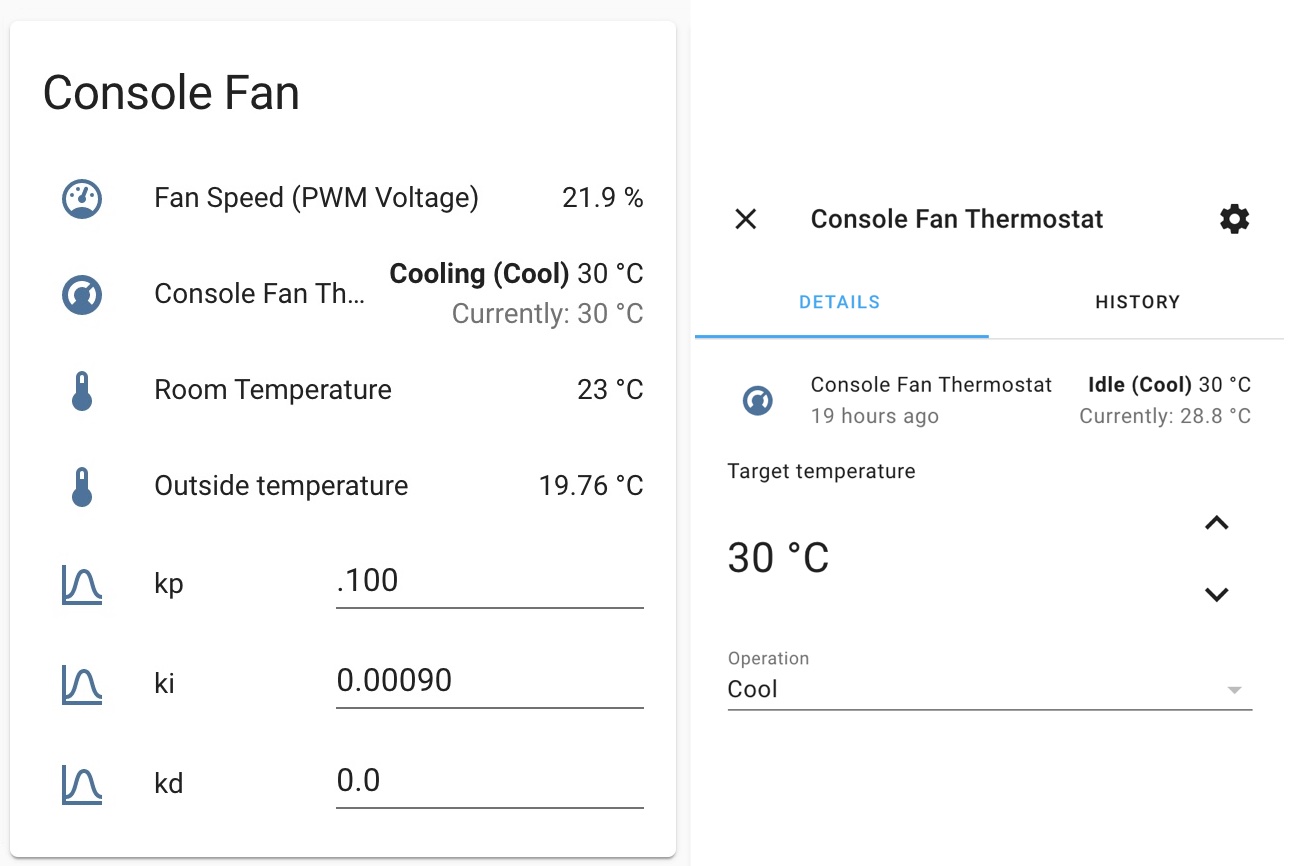 Console Fan
Fan Speed (PWM Voltage) 21.9 %
Console Fan Th... Cooling (Cool) 30 °C
Currently: 30 °C
Room Temperature 23 °C
Outside temperature 19.76 °C
kp .100
ki 0.00090
kd 0.0
Console Fan Thermostat
DETAILS HISTORY
Console Fan Thermostat Idle (Cool) 30 °C
19 hours ago Currently: 28.8 °C
Target temperature
30 °C
Operation
Cool